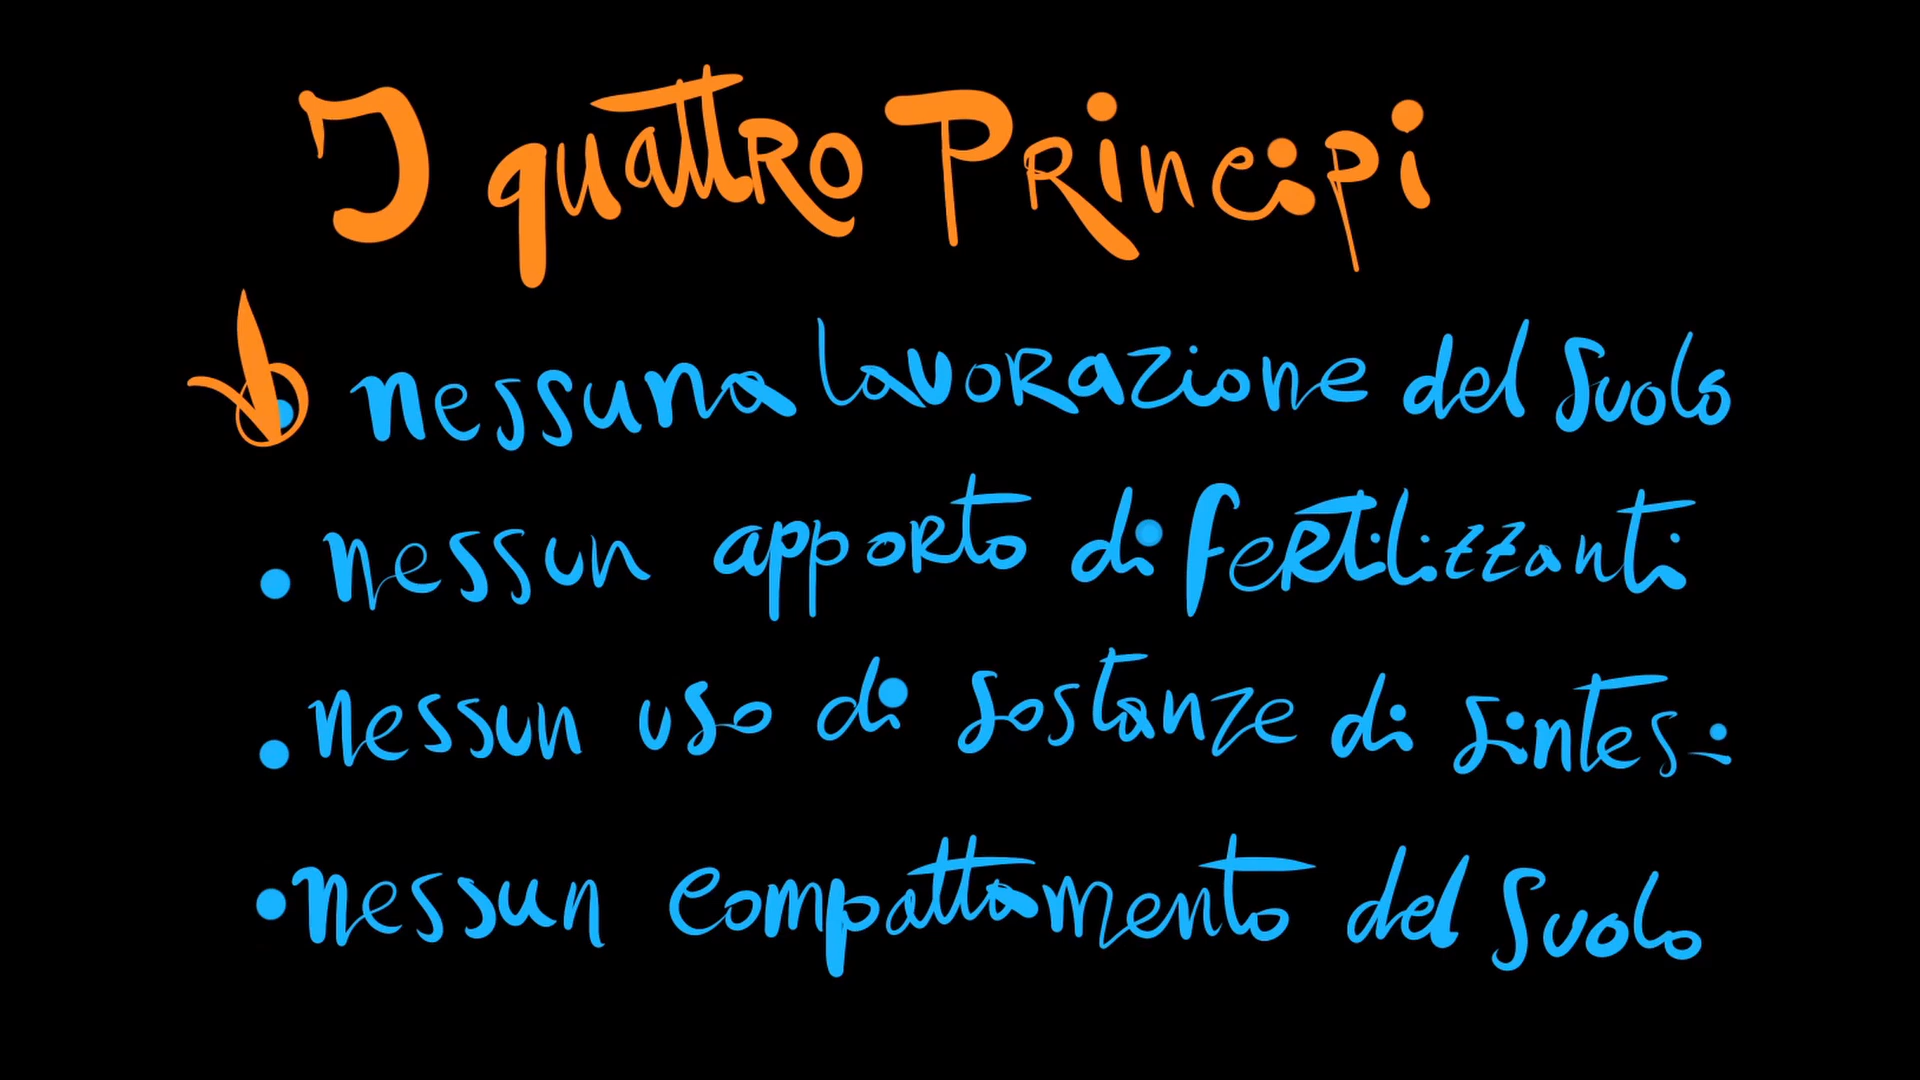 I quattro Principi
• nessuna lavorazione del suolo
• nessun apporto di fertilizzanti
• nessun uso di sostanze di sintesi
• nessun compattamento del suolo